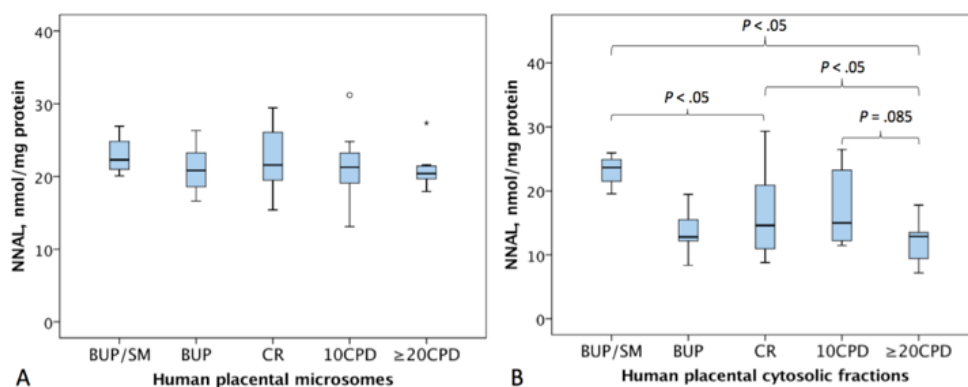 40
30
20
10
0
NNAL, nmol/mg protein
BUP/SM BUP CR 10CPD ≥20CPD
Human placental microsomes
A
P < .05
P < .05
P < .05
P = .085
40
30
20
10
0
NNAL, nmol/mg protein
BUP/SM BUP CR 10CPD ≥20CPD
Human placental cytosolic fractions
B